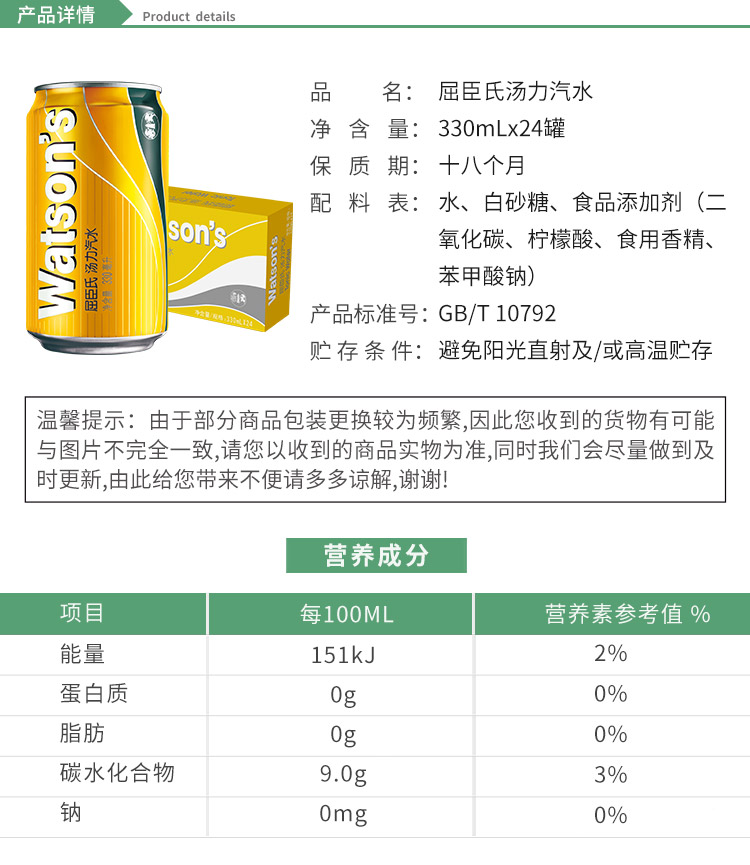 产品详情 Product details
Watson's
屈臣氏 汤力汽水
净含量 330毫升
son's
Watson's
品 名: 屈臣氏汤力汽水
净 含 量: 330mLx24罐
保 质 期: 十八个月
配 料 表: 水、白砂糖、食品添加剂（二
氧化碳、柠檬酸、食用香精、
苯甲酸钠）
产品标准号: GB/T 10792
贮存条件: 避免阳光直射及/或高温贮存
温馨提示：由于部分商品包装更换较为频繁,因此您收到的货物有可能
与图片不完全一致,请您以收到的商品实物为准,同时我们会尽量做到及
时更新,由此给您带来不便请多多谅解,谢谢!
营养成分
项目 每100ML 营养素参考值 %
能量 151kJ 2%
蛋白质 0g 0%
脂肪 0g 0%
碳水化合物 9.0g 3%
钠 0mg 0%